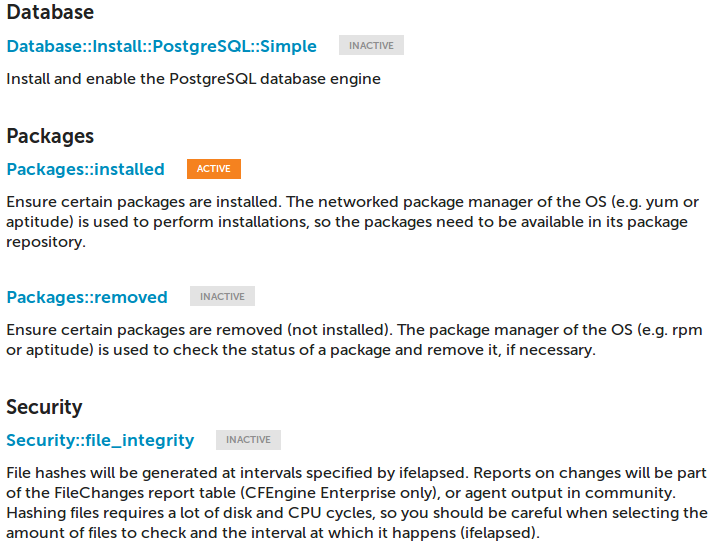 Database
Database::Install::PostgreSQL::Simple INACTIVE
Install and enable the PostgreSQL database engine
Packages
Packages::installed ACTIVE
Ensure certain packages are installed. The networked package manager of the OS (e.g. yum or
aptitude) is used to perform installations, so the packages need to be available in its package
repository.
Packages::removed INACTIVE
Ensure certain packages are removed (not installed). The package manager of the OS (e.g. rpm
or aptitude) is used to check the status of a package and remove it, if necessary.
Security
Security::file_integrity INACTIVE
File hashes will be generated at intervals specified by ifelapsed. Reports on changes will be part
of the FileChanges report table (CFEngine Enterprise only), or agent output in community.
Hashing files requires a lot of disk and CPU cycles, so you should be careful when selecting the
amount of files to check and the interval at which it happens (ifelapsed).